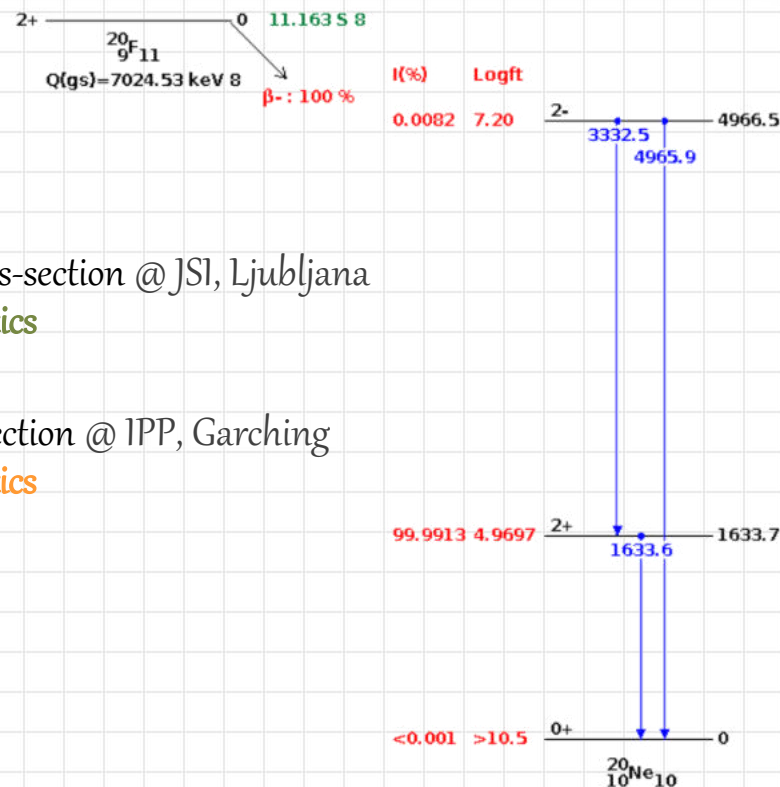 2+ 0 11.163 S 8
20
9F11
Q(gs)=7024.53 keV 8
β- : 100 %
I(%) Logft
0.0082 7.20 2- 4966.5
3332.5
4965.9
s-section @ JSI, Ljubljana
ics
ection @ IPP, Garching
ics
99.9913 4.9697 2+ 1633.7
1633.6
<0.001 >10.5 0+ 0
20
10Ne10